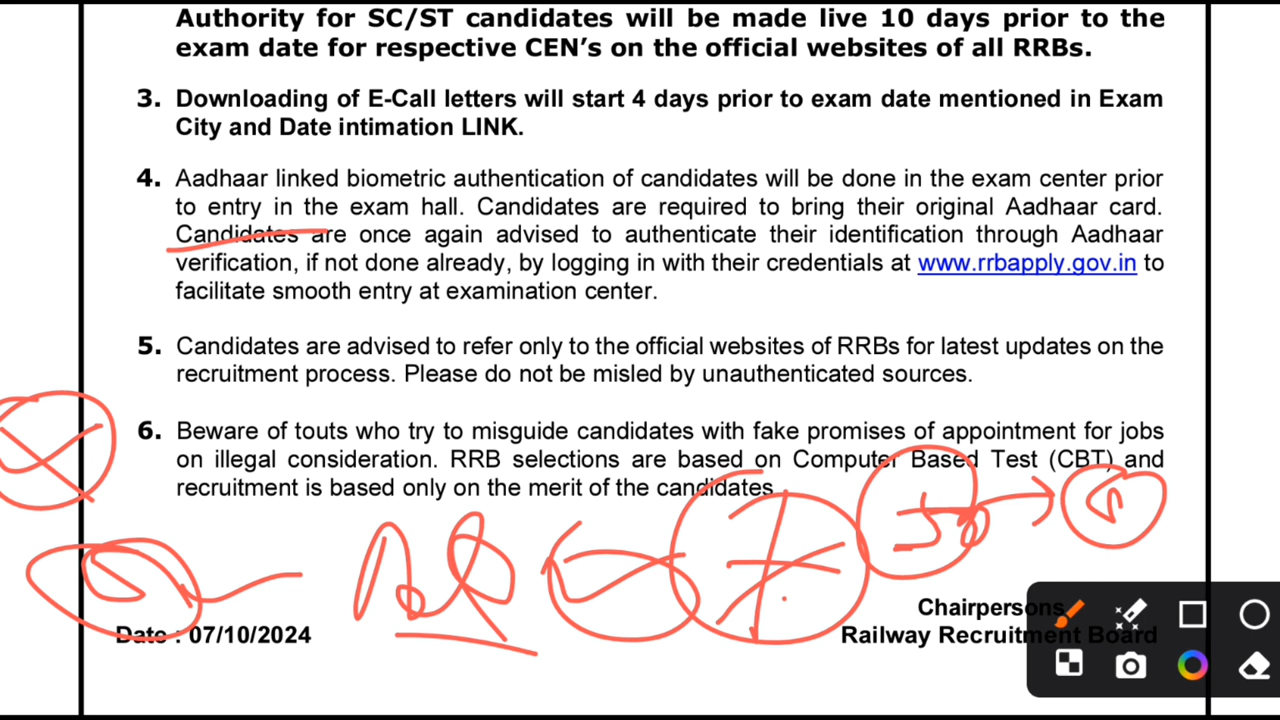 Authority for SC/ST candidates will be made live 10 days prior to the
exam date for respective CEN's on the official websites of all RRBs.
3. Downloading of E-Call letters will start 4 days prior to exam date mentioned in Exam
City and Date intimation LINK.
4. Aadhaar linked biometric authentication of candidates will be done in the exam center prior
to entry in the exam hall. Candidates are required to bring their original Aadhaar card.
Candidates are once again advised to authenticate their identification through Aadhaar
verification, if not done already, by logging in with their credentials at www.rrbapply.gov.in to
facilitate smooth entry at examination center.
5. Candidates are advised to refer only to the official websites of RRBs for latest updates on the
recruitment process. Please do not be misled by unauthenticated sources.
6. Beware of touts who try to misguide candidates with fake promises of appointment for jobs
on illegal consideration. RRB selections are based on Computer Based Test (CBT) and
recruitment is based only on the merit of the candidates.
Chairpersons
Date : 07/10/2024
Railway Recruitment Board